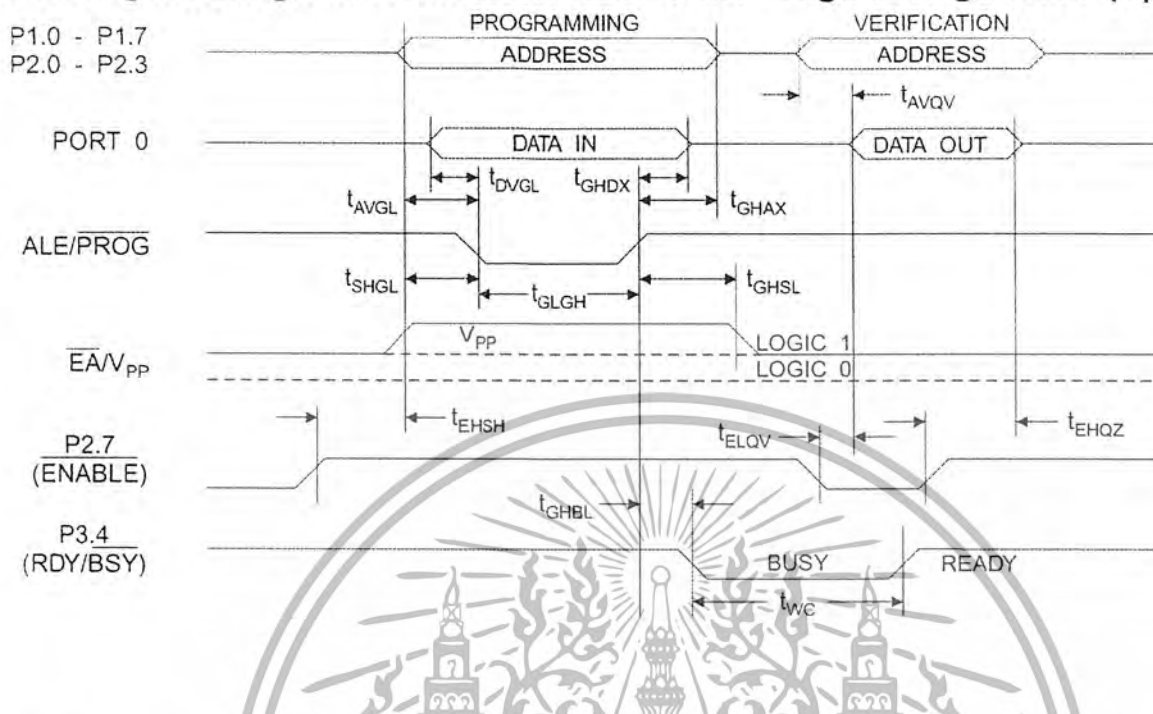 PROGRAMMING
VERIFICATION
P1.0 - P1.7
P2.0 - P2.3
ADDRESS
ADDRESS
tAVQV
PORT 0
DATA IN
DATA OUT
tDVGL
tGHDX
tAVGL
tGHAX
ALE/PROG
tSHGL
tGLGH
tGHSL
EA/VPP
VPP
LOGIC 1
LOGIC 0
tEHSH
tELQV
tEHQZ
P2.7
(ENABLE)
tGHBL
P3.4
(RDY/BSY)
BUSY
READY
tWC